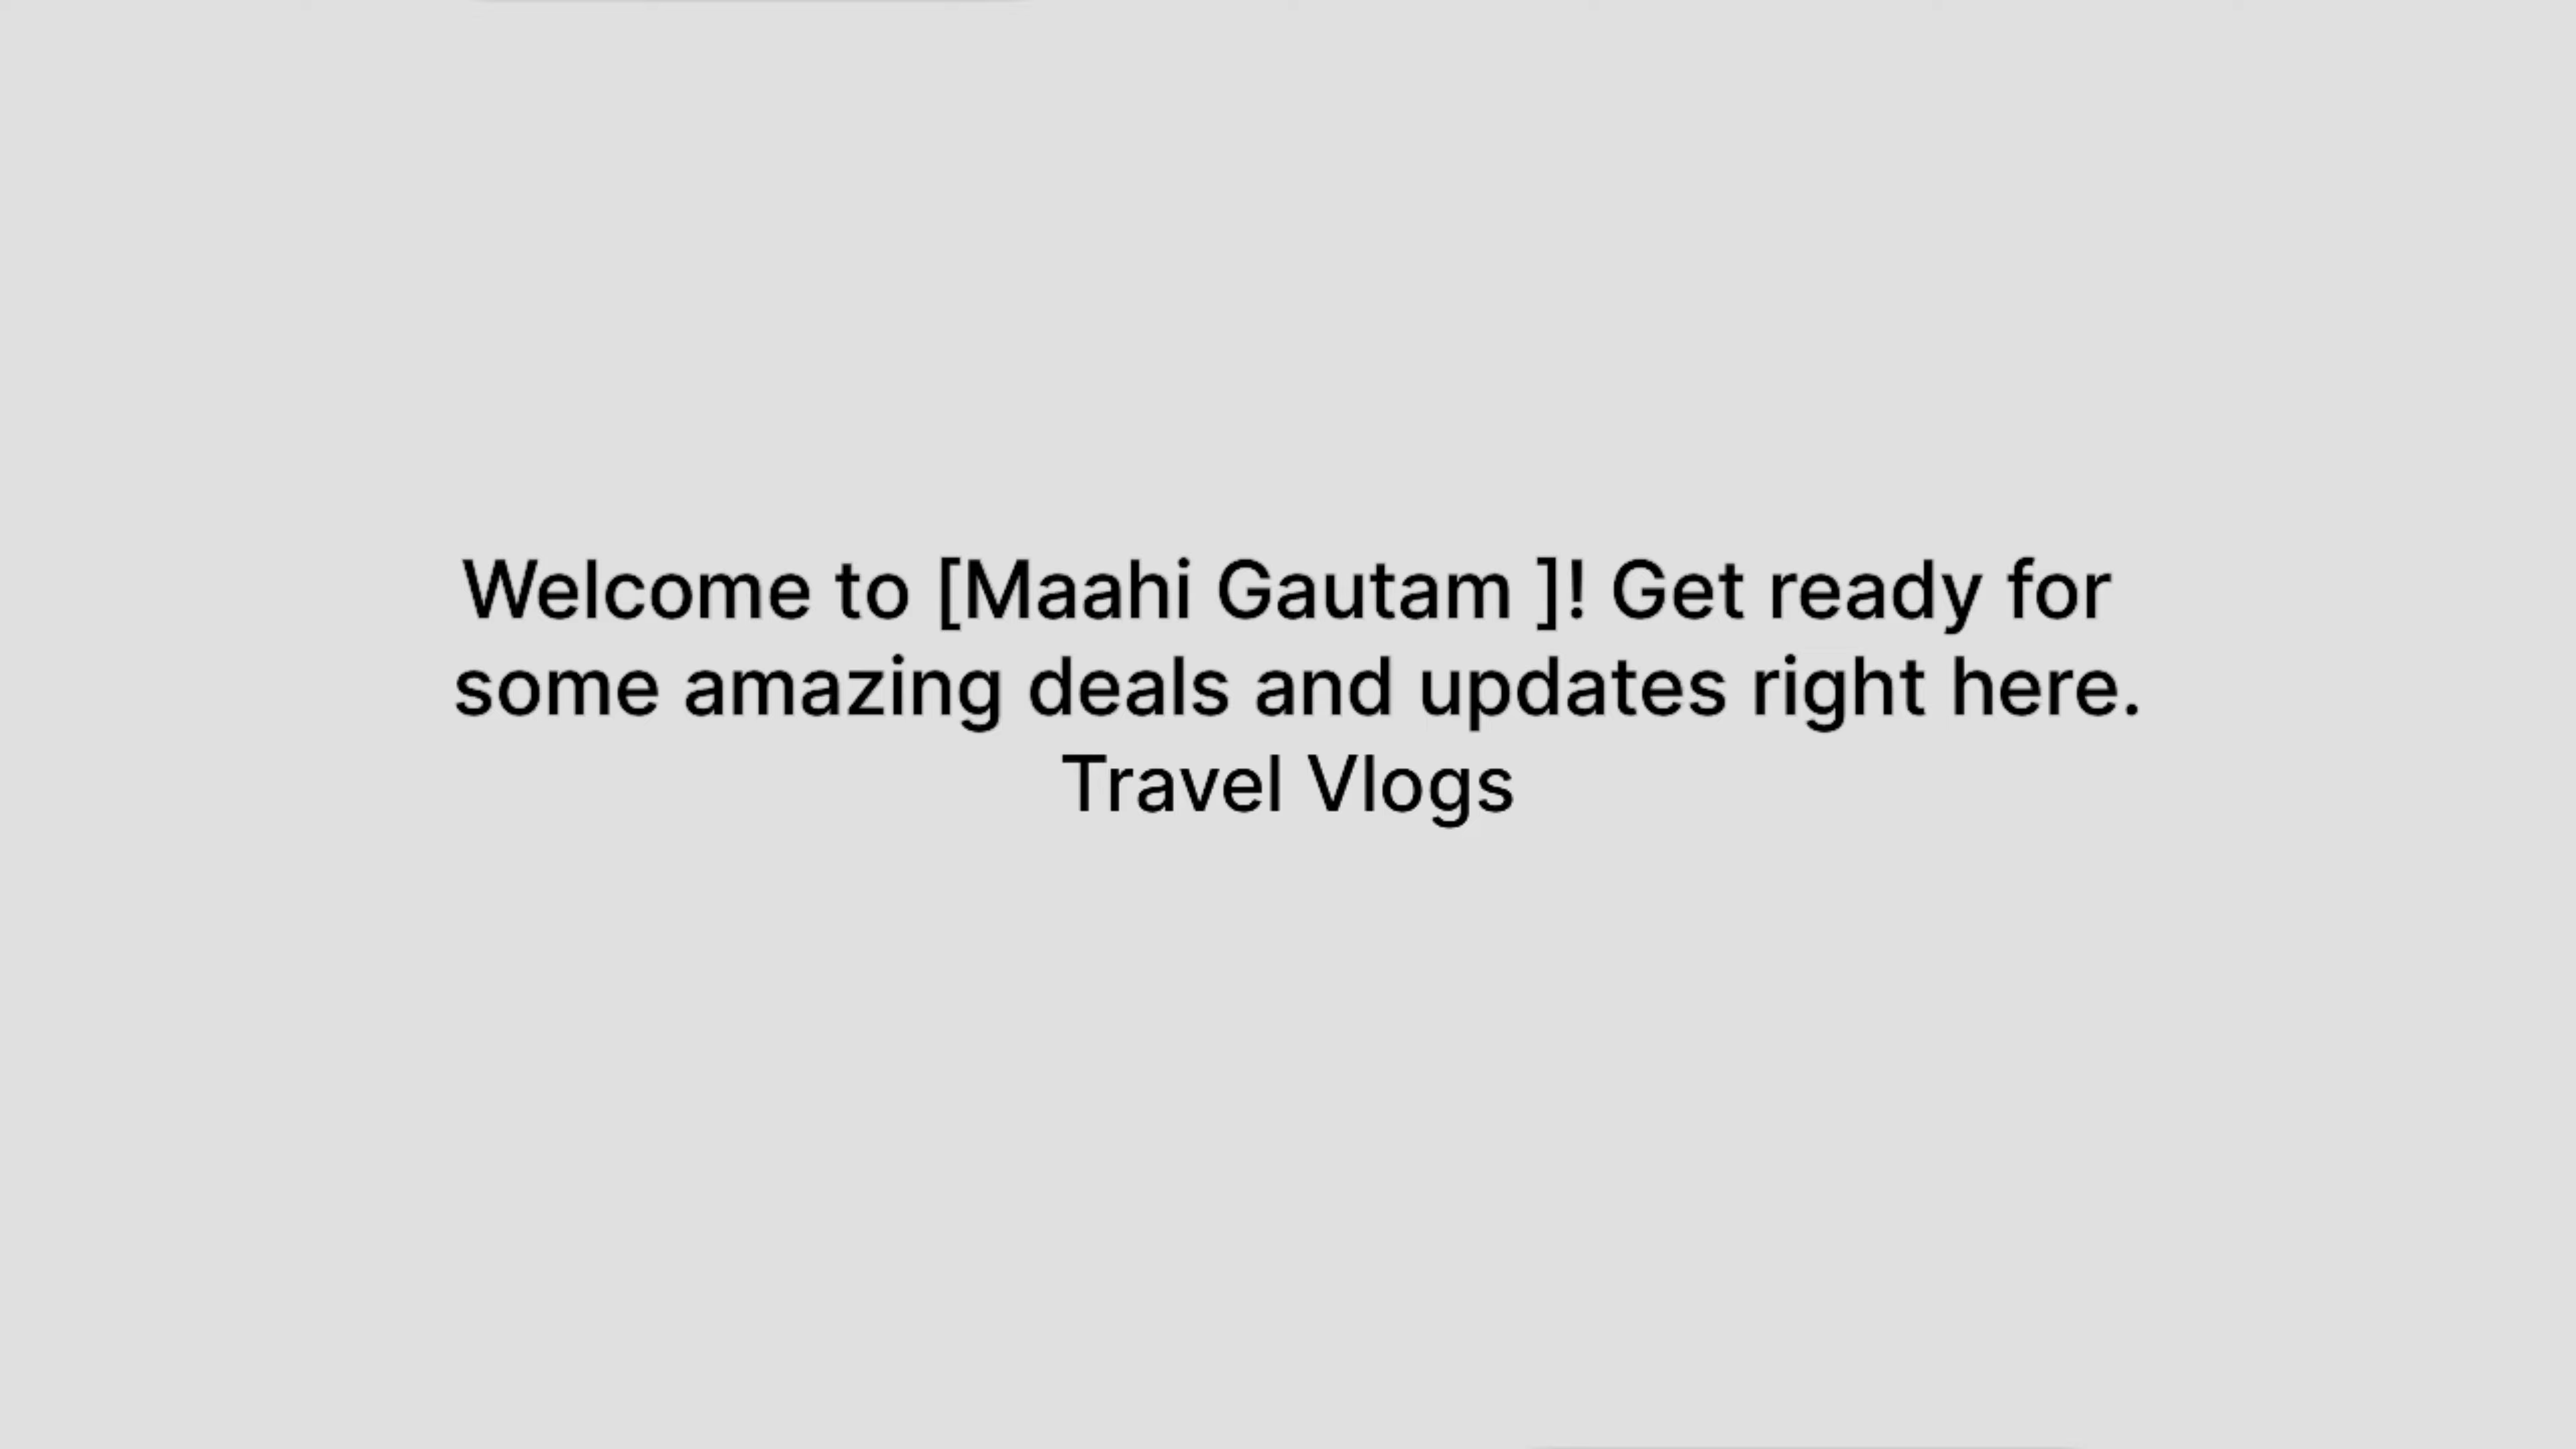 Welcome to [Maahi Gautam ]! Get ready for
some amazing deals and updates right here.
Travel Vlogs